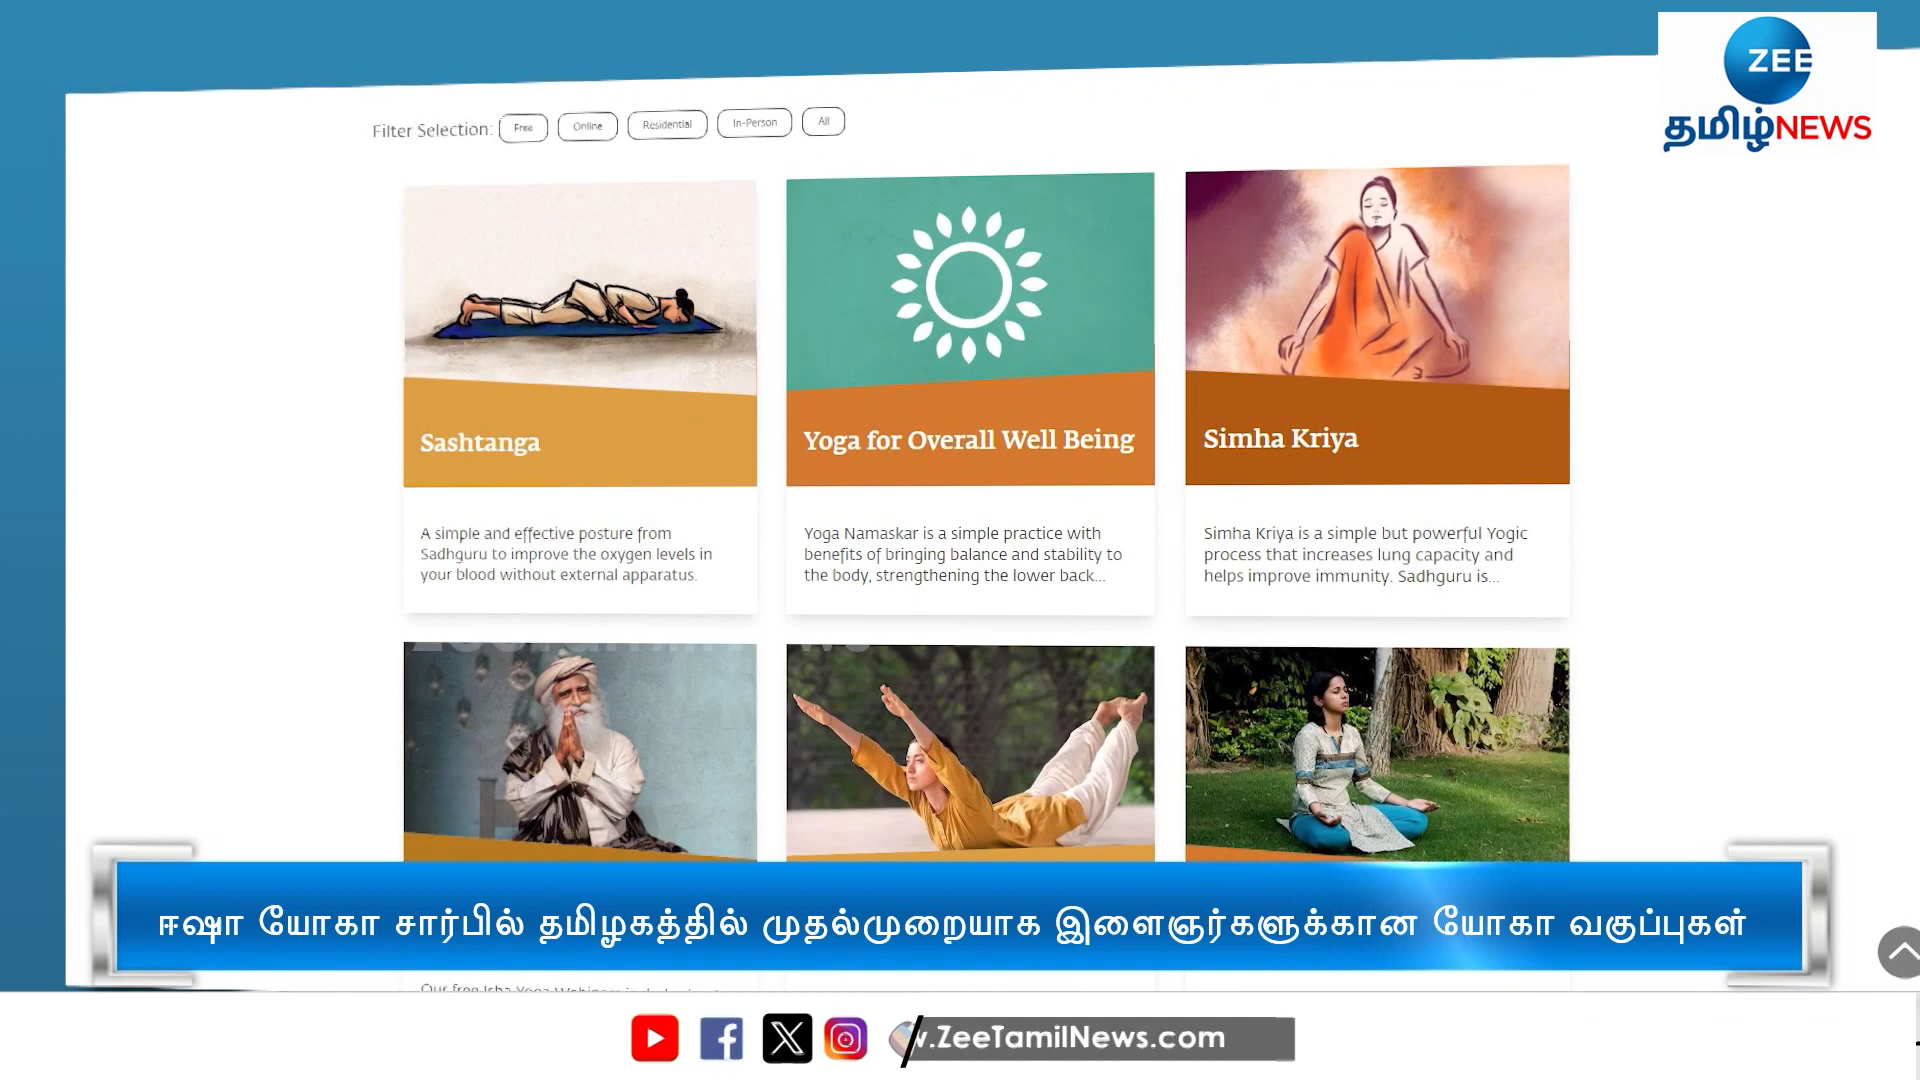 ZEE
தமிழ்NEWS
Filter Selection: Free Online Residential In-Person All
Sashtanga
Yoga for Overall Well Being
Simha Kriya
A simple and effective posture from
Sadhguru to improve the oxygen levels in
your blood without external apparatus.
Yoga Namaskar is a simple practice with
benefits of bringing balance and stability to
the body, strengthening the lower back...
Simha Kriya is a simple but powerful Yogic
process that increases lung capacity and
helps improve immunity. Sadhguru is...
ஈஷா யோகா சார்பில் தமிழகத்தில் முதல்முறையாக இளைஞர்களுக்கான யோகா வகுப்புகள்
Our free Isha Yoga
.ZeeTamilNews.com